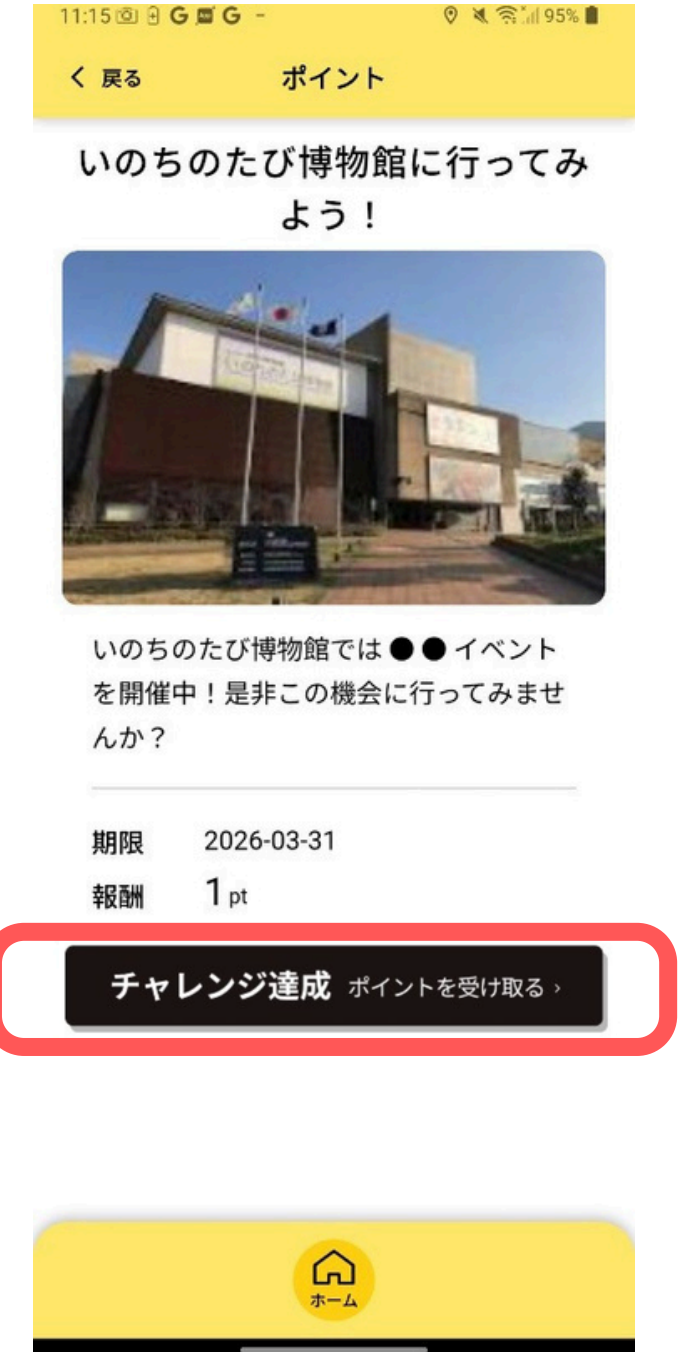 11:15 G G 95%
戻る
ポイント
いのちのたび博物館に行ってみ
よう！
いのちのたび博物館では●●イベント
を開催中！是非この機会に行ってみませ
んか？
期限 2026-03-31
報酬 1pt
チャレンジ達成 ポイントを受け取る ›
ホーム